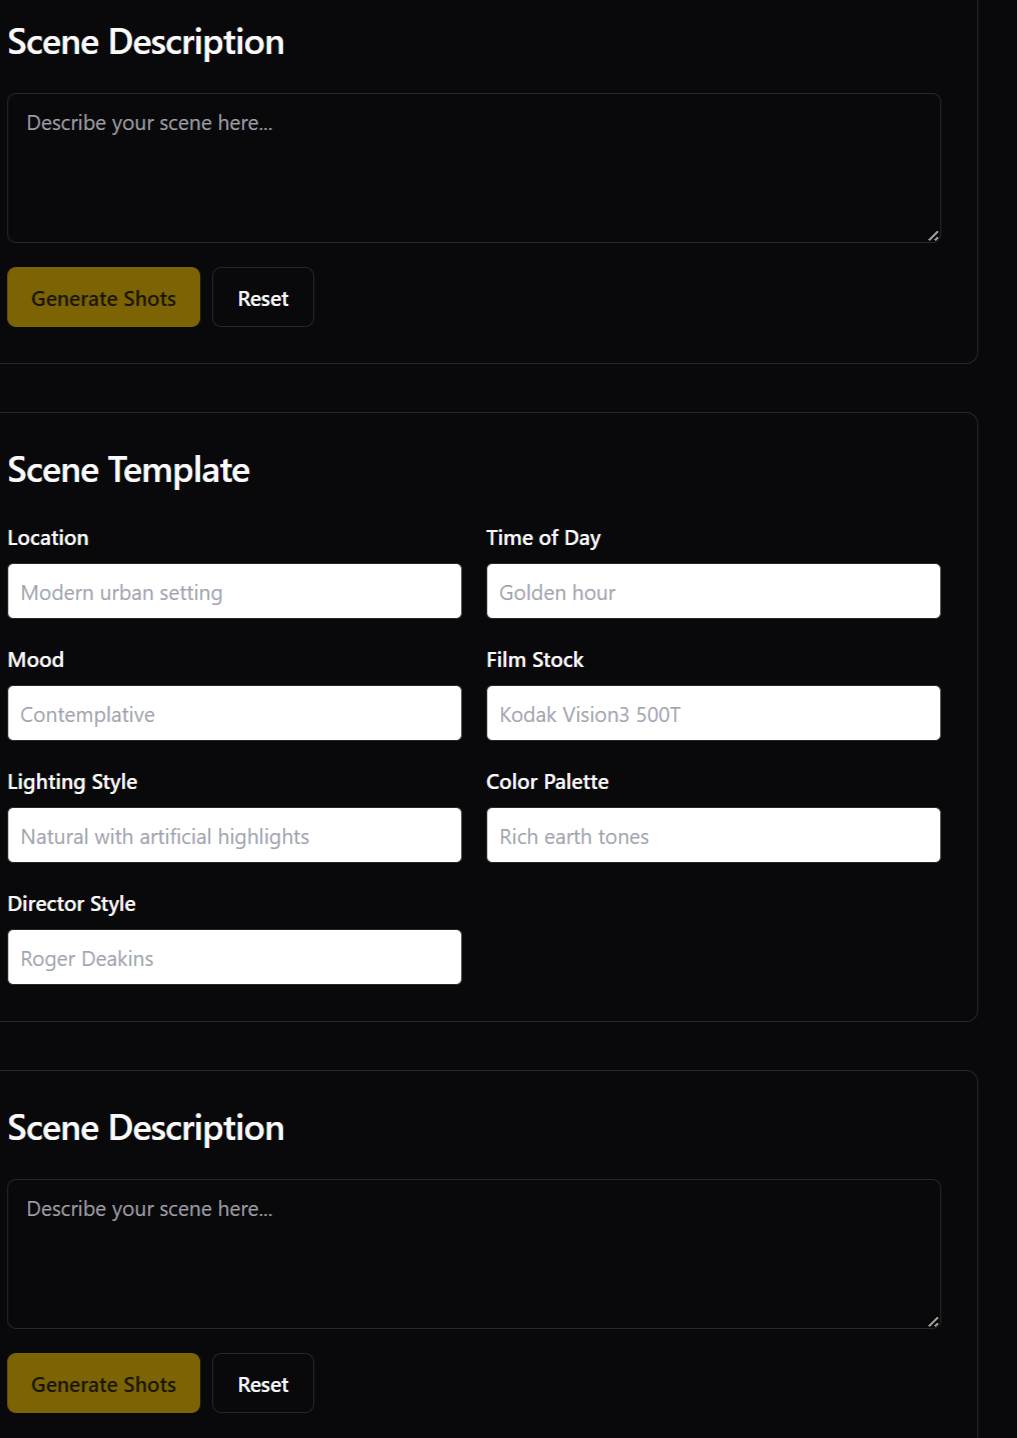 Scene Description
Describe your scene here...
Generate Shots Reset
Scene Template
Location Time of Day
Modern urban setting Golden hour
Mood Film Stock
Contemplative Kodak Vision3 500T
Lighting Style Color Palette
Natural with artificial highlights Rich earth tones
Director Style
Roger Deakins
Scene Description
Describe your scene here...
Generate Shots Reset